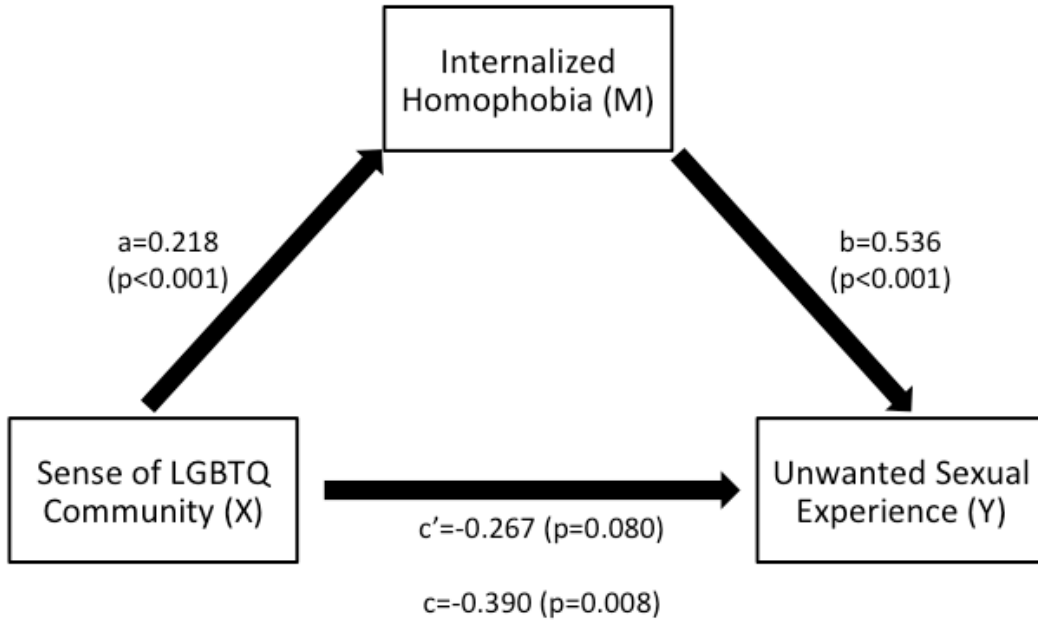 Internalized
Homophobia (M)
a=0.218
(p<0.001)
b=0.536
(p<0.001)
Sense of LGBTQ
Community (X)
c’=-0.267 (p=0.080)
c=-0.390 (p=0.008)
Unwanted Sexual
Experience (Y)